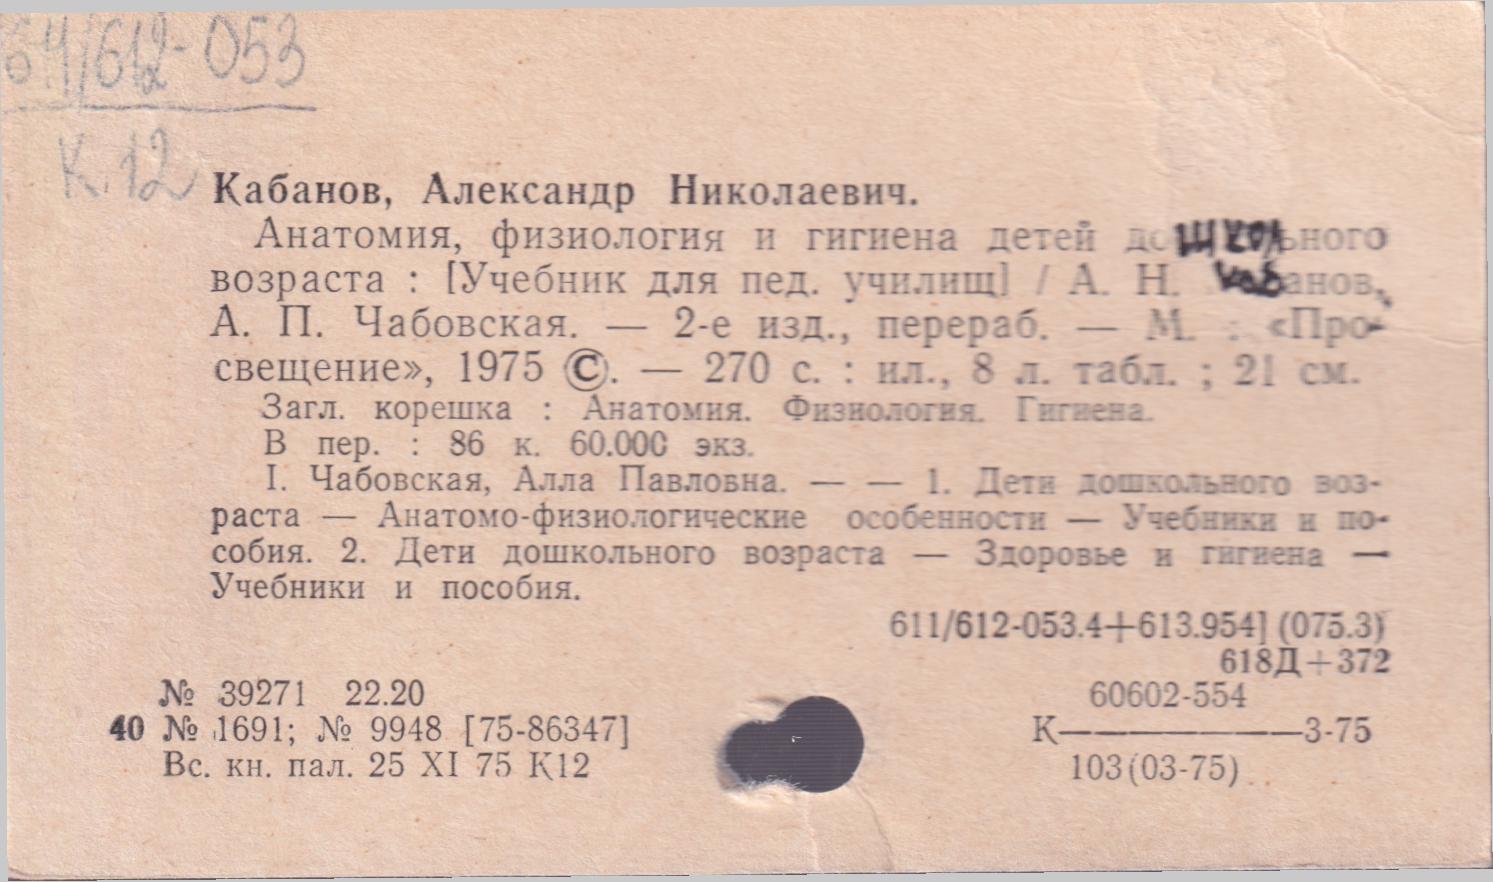 611/612-053
К 12
Кабанов, Александр Николаевич.
Анатомия, физиология и гигиена детей дошкольного
возраста : [Учебник для пед. училищ] / А. Н. Кабанов,
А. П. Чабовская. — 2-е изд., перераб. — М. : «Про-
свещение», 1975 ©. — 270 с. : ил., 8 л. табл. ; 21 см.
Загл. корешка : Анатомия. Физиология. Гигиена.
В пер. : 86 к. 60.000 экз.
I. Чабовская, Алла Павловна. — — 1. Дети дошкольного воз-
раста — Анатомо-физиологические особенности — Учебники и по-
собия. 2. Дети дошкольного возраста — Здоровье и гигиена —
Учебники и пособия.
611/612-053.4+613.954] (075.3)
618Д+372
№ 39271 22.20
60602-554
40 № 1691; № 9948 [75-86347]
К——————3-75
Вс. кн. пал. 25 XI 75 К12
103(03-75)